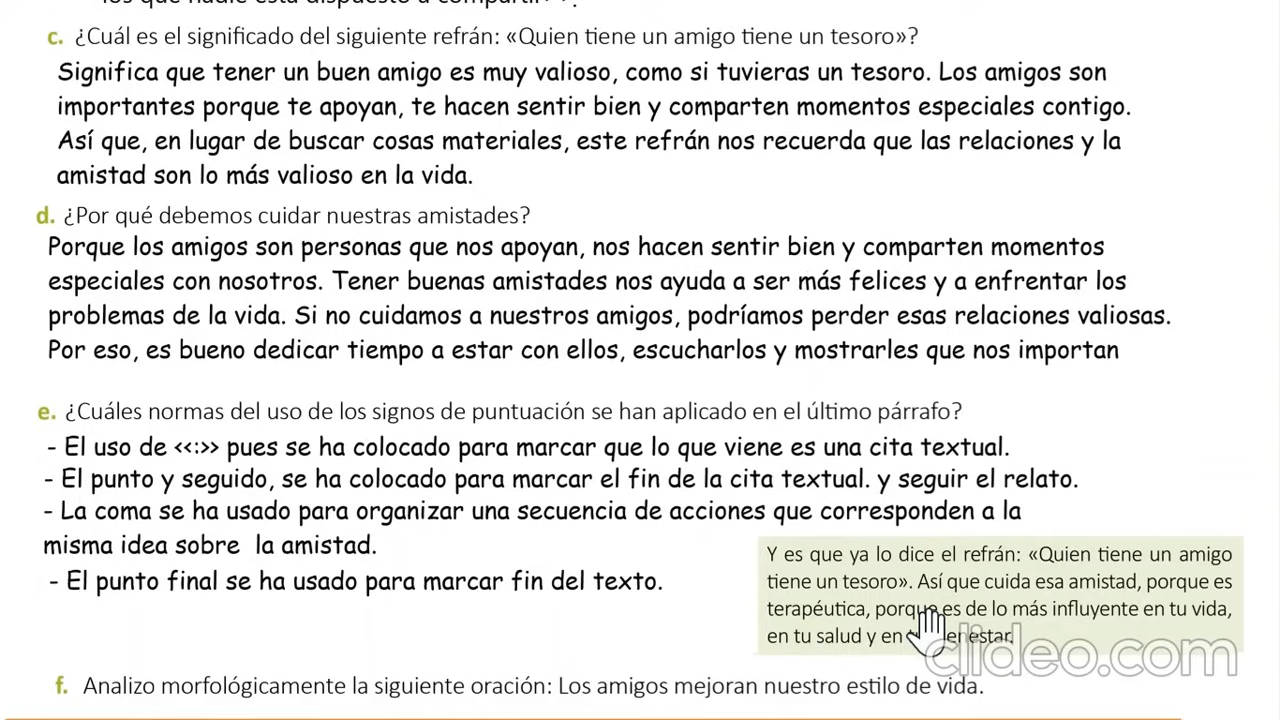 los que nadie está dispuesto a compartir>>.
c. ¿Cuál es el significado del siguiente refrán: «Quien tiene un amigo tiene un tesoro»?
Significa que tener un buen amigo es muy valioso, como si tuvieras un tesoro. Los amigos son
importantes porque te apoyan, te hacen sentir bien y comparten momentos especiales contigo.
Así que, en lugar de buscar cosas materiales, este refrán nos recuerda que las relaciones y la
amistad son lo más valioso en la vida.
d. ¿Por qué debemos cuidar nuestras amistades?
Porque los amigos son personas que nos apoyan, nos hacen sentir bien y comparten momentos
especiales con nosotros. Tener buenas amistades nos ayuda a ser más felices y a enfrentar los
problemas de la vida. Si no cuidamos a nuestros amigos, podríamos perder esas relaciones valiosas.
Por eso, es bueno dedicar tiempo a estar con ellos, escucharlos y mostrarles que nos importan
e. ¿Cuáles normas del uso de los signos de puntuación se han aplicado en el último párrafo?
- El uso de <<:>> pues se ha colocado para marcar que lo que viene es una cita textual.
- El punto y seguido, se ha colocado para marcar el fin de la cita textual. y seguir el relato.
- La coma se ha usado para organizar una secuencia de acciones que corresponden a la
misma idea sobre la amistad.
- El punto final se ha usado para marcar fin del texto.
Y es que ya lo dice el refrán: «Quien tiene un amigo
tiene un tesoro». Así que cuida esa amistad, porque es
terapéutica, porque es de lo más influyente en tu vida,
en tu salud y en
clideo.com
f. Analizo morfológicamente la siguiente oración: Los amigos mejoran nuestro estilo de vida.